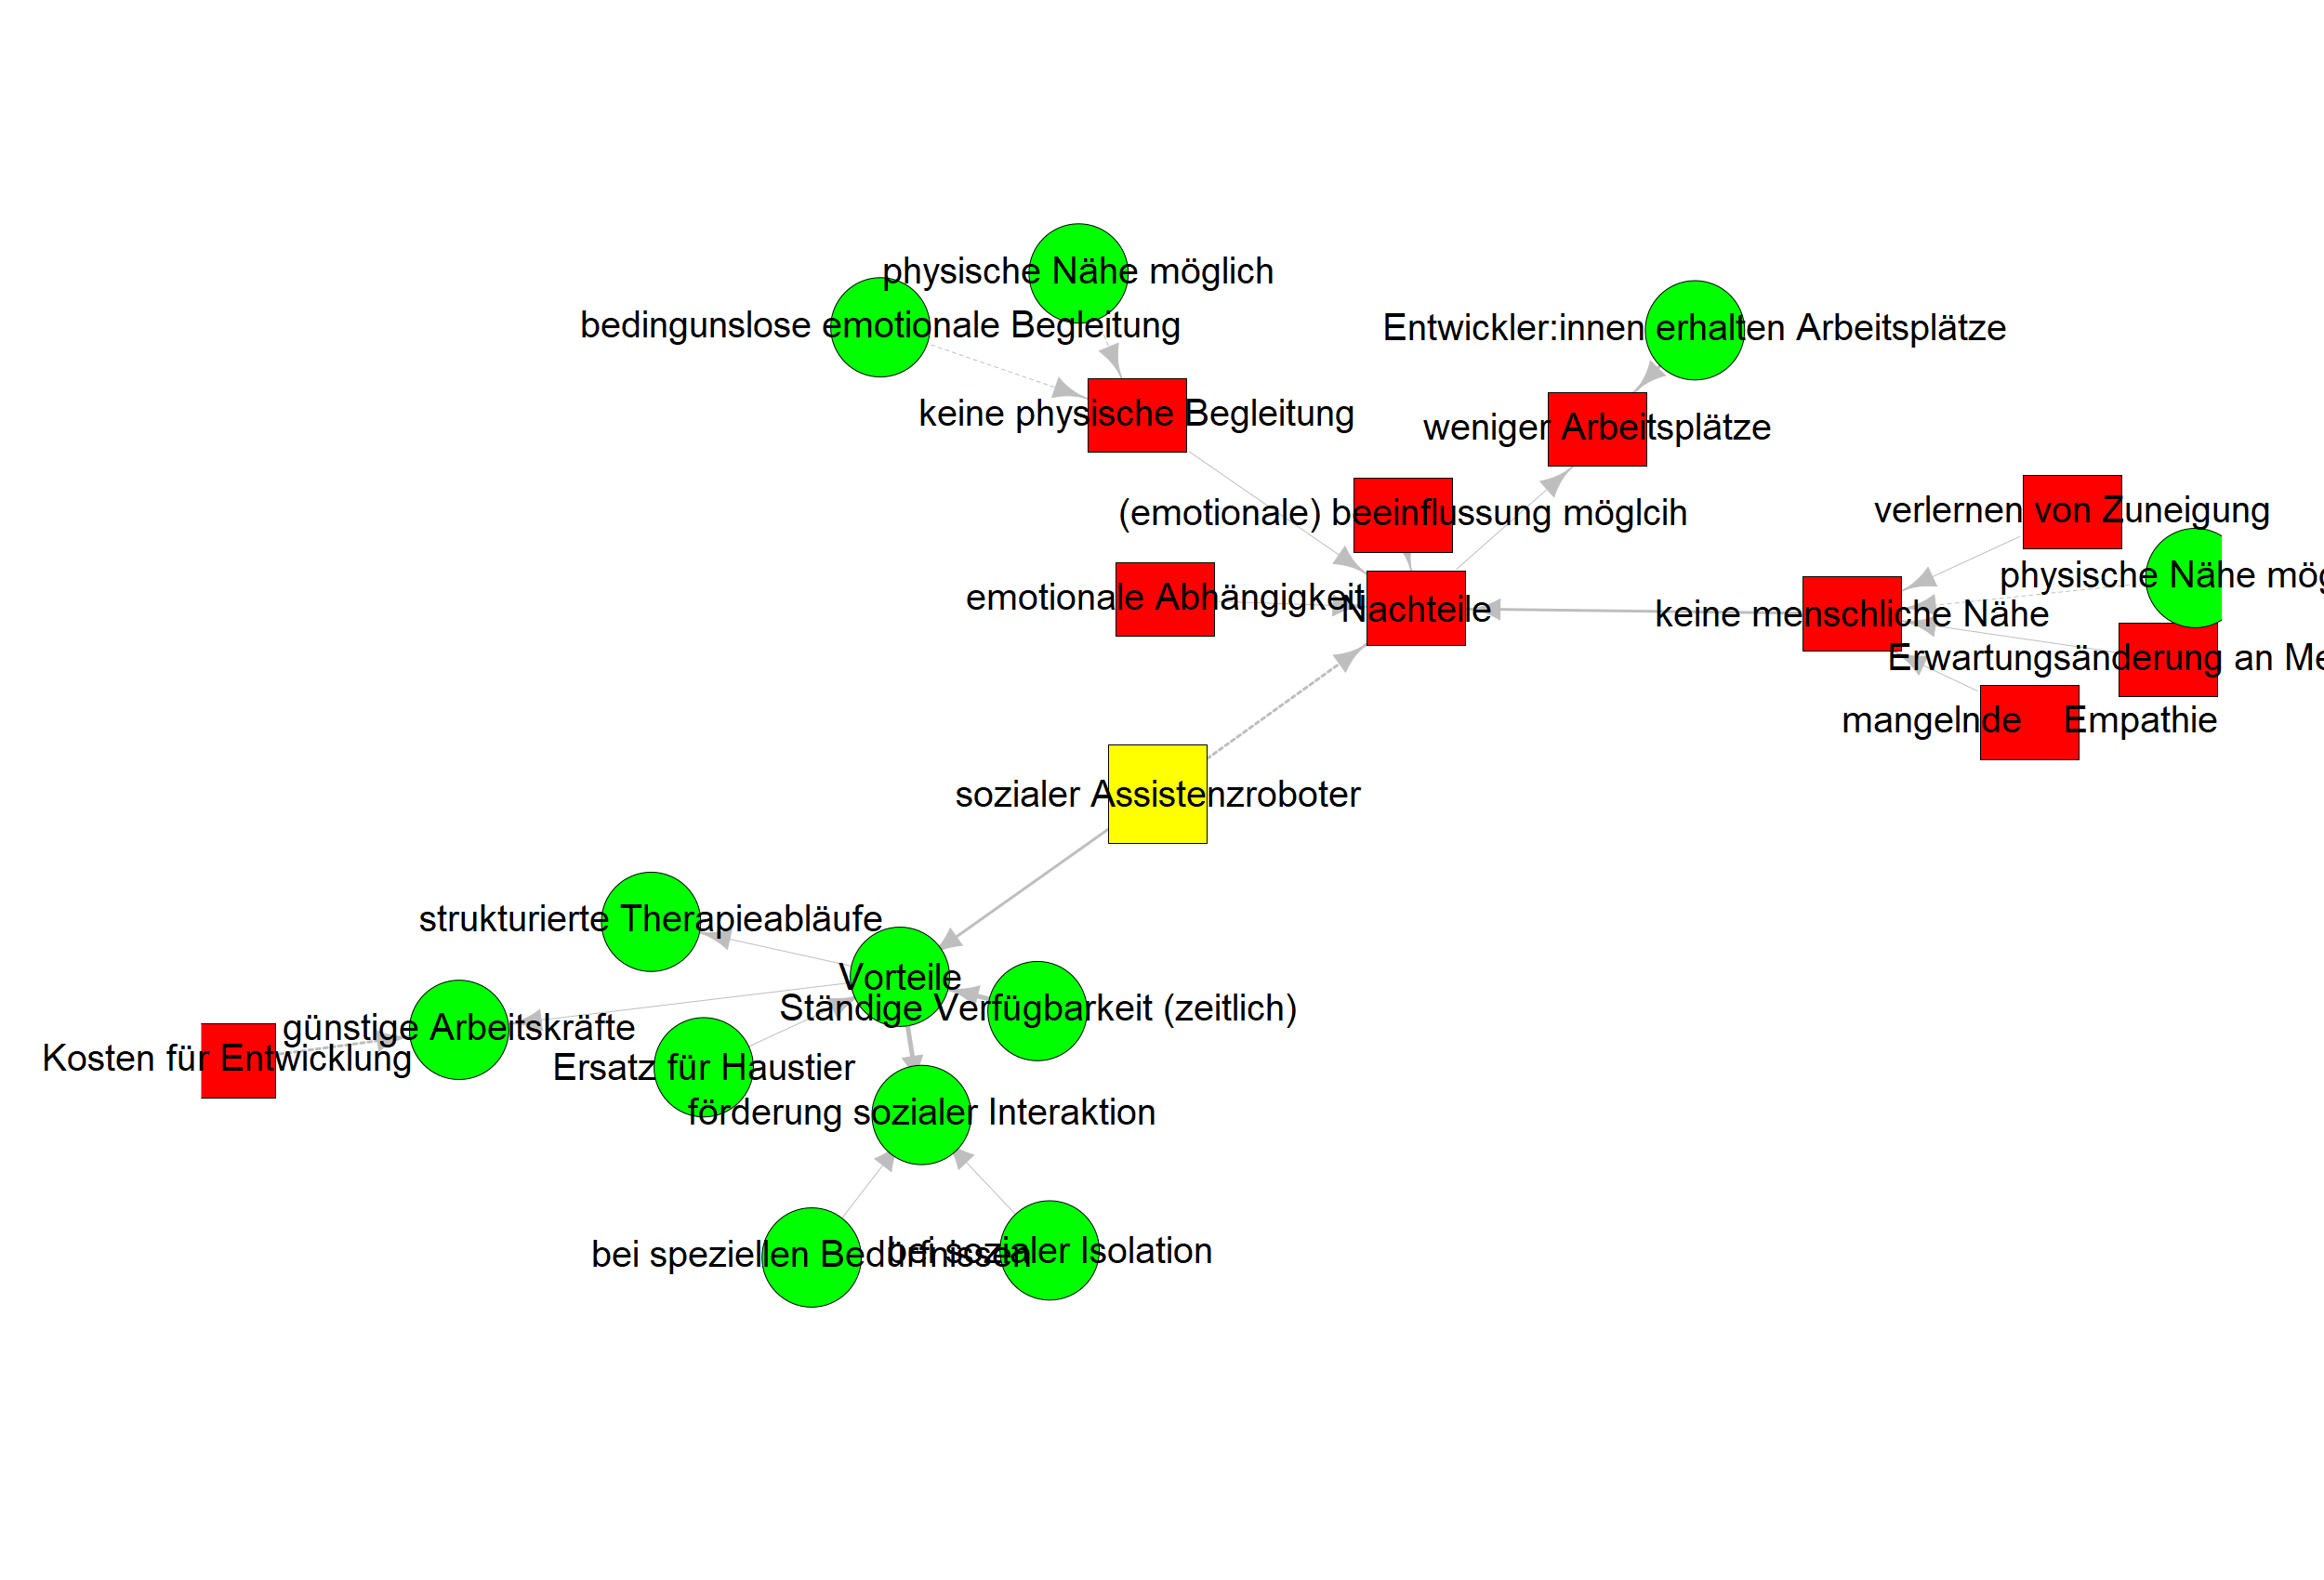 physische Nähe möglich
bedingunslose emotionale Begleitung
Entwickler:innen erhalten Arbeitsplätze
keine physische Begleitung
weniger Arbeitsplätze
(emotionale) beeinflussung möglcih
verlernen von Zuneigung
physische Nähe mög
emotionale Abhängigkeit
Nachteile
keine menschliche Nähe
Erwartungsänderung an Me
mangelnde Empathie
sozialer Assistenzroboter
strukturierte Therapieabläufe
Vorteile
Ständige Verfügbarkeit (zeitlich)
günstige Arbeitskräfte
Kosten für Entwicklung
Ersatz für Haustier
förderung sozialer Interaktion
bei speziellen Bedürfnissen
bei sozialer Isolation